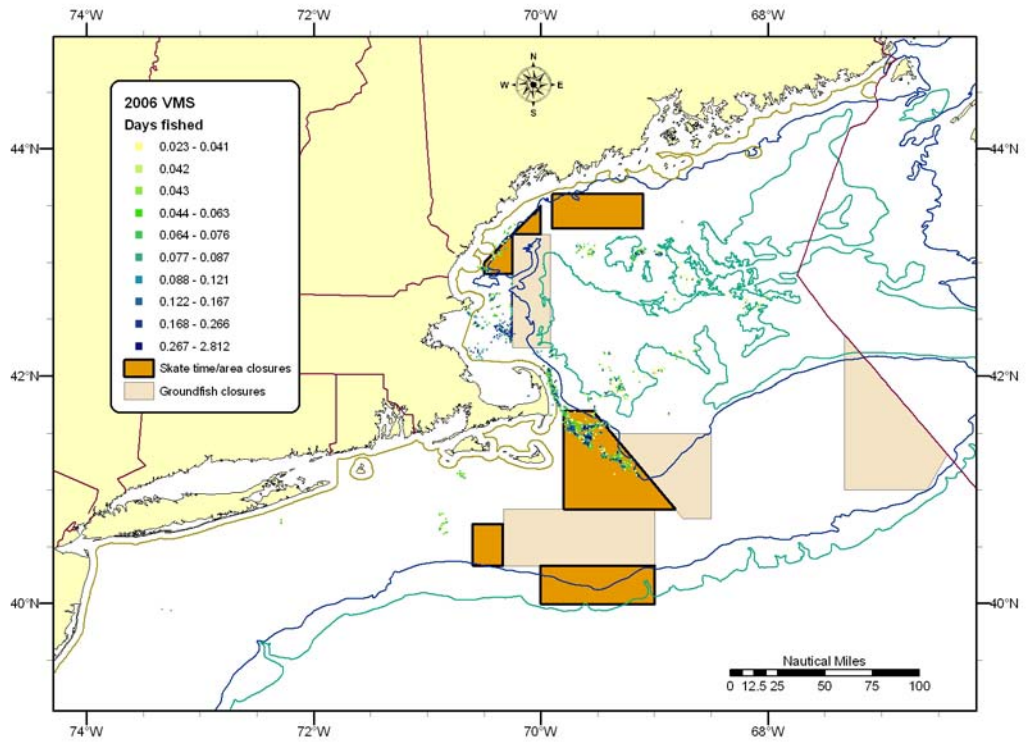 74°W 72°W 70°W 68°W
N
W E
S
2006 VMS
Days fished
0.023 - 0.041
0.042
0.043
0.044 - 0.063
0.064 - 0.076
0.077 - 0.087
0.088 - 0.121
0.122 - 0.167
0.168 - 0.266
0.267 - 2.812
Skate time/area closures
Groundfish closures
44°N 44°N
42°N 42°N
40°N 40°N
Nautical Miles
0 12.5 25 50 75 100
74°W 72°W 70°W 68°W